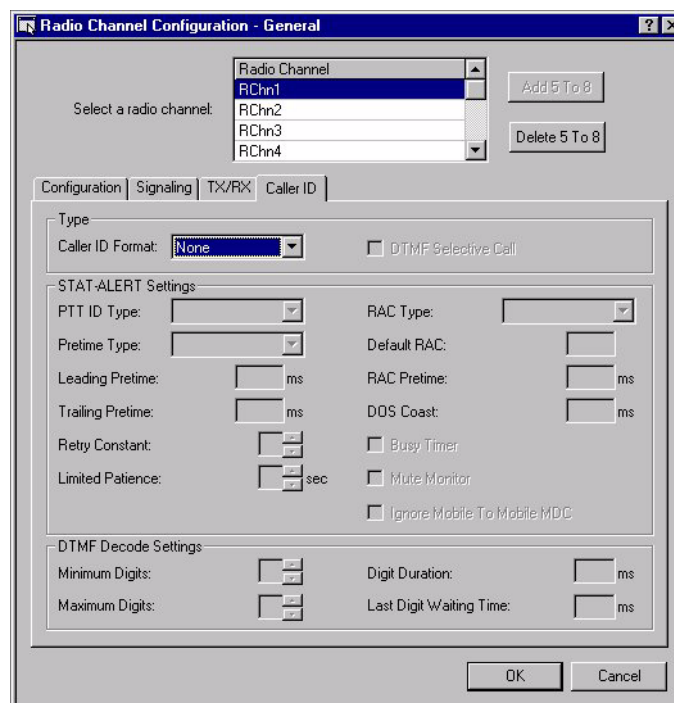 Radio Channel Configuration - General
Select a radio channel:
Radio Channel
RChn1
RChn2
RChn3
RChn4
Add 5 To 8
Delete 5 To 8
Configuration Signaling TX/RX Caller ID
Type
Caller ID Format: None DTMF Selective Call
STAT-ALERT Settings
PTT ID Type: RAC Type:
Pretime Type: Default RAC:
Leading Pretime: ms RAC Pretime: ms
Trailing Pretime: ms DOS Coast: ms
Retry Constant: Busy Timer
Limited Patience: sec Mute Monitor
Ignore Mobile To Mobile MDC
DTMF Decode Settings
Minimum Digits: Digit Duration: ms
Maximum Digits: Last Digit Waiting Time: ms
OK Cancel